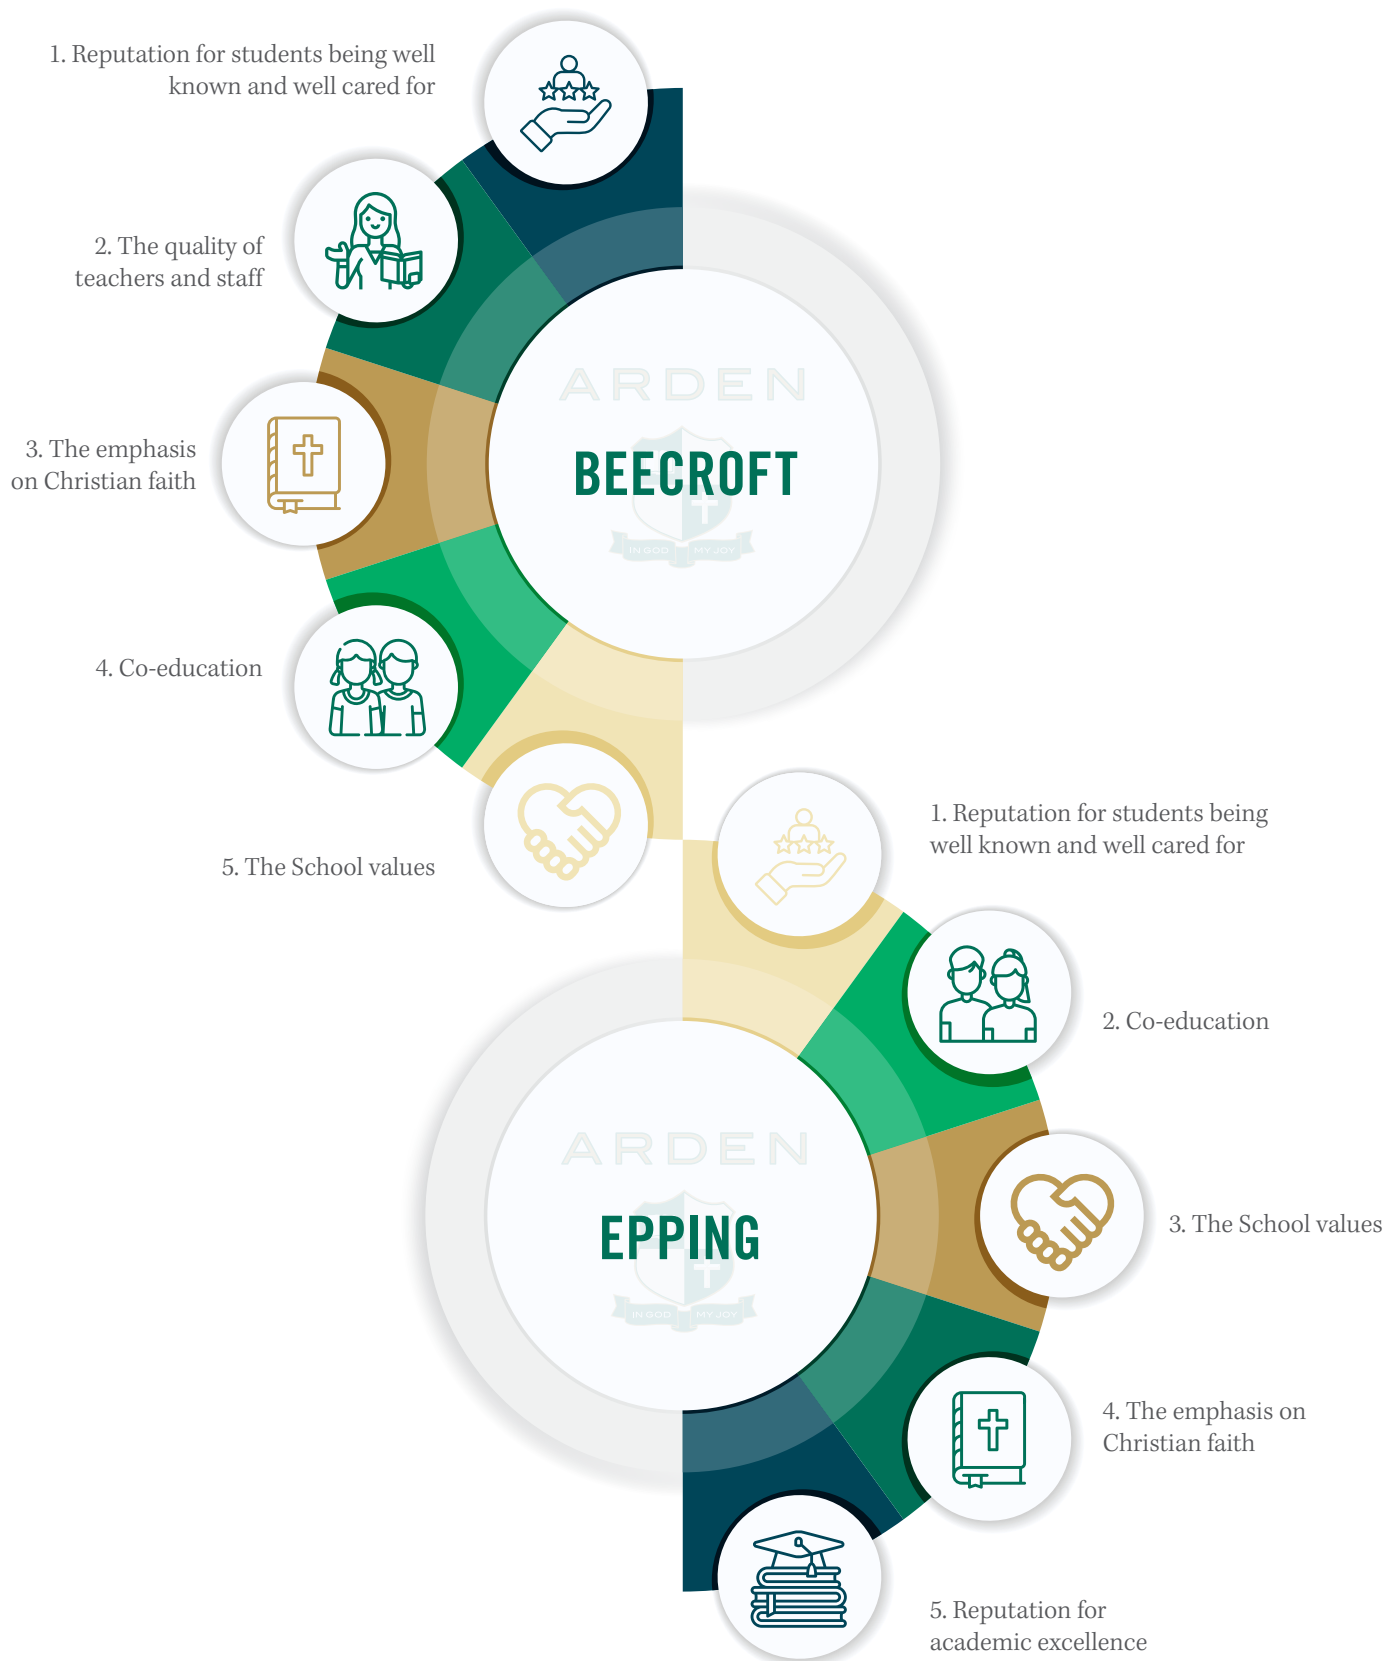 1. Reputation for students being well
known and well cared for
2. The quality of
teachers and staff
3. The emphasis
on Christian faith
4. Co-education
5. The School values
ARDEN
BEECROFT
IN GOD MY JOY
1. Reputation for students being
well known and well cared for
2. Co-education
3. The School values
4. The emphasis on
Christian faith
5. Reputation for
academic excellence
ARDEN
EPPING
IN GOD MY JOY